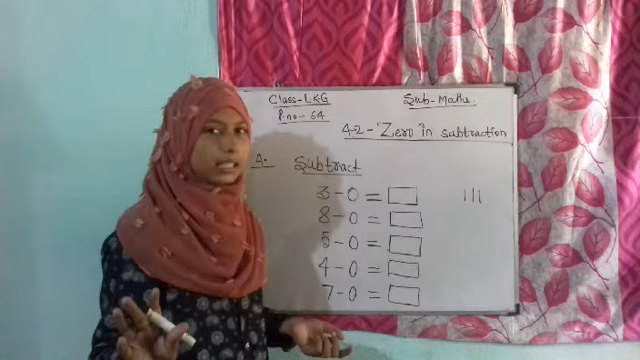 Class-LKG
Sub-Maths.
P.no- 64
4.2- Zero in subtraction
A. Subtract
3-0 =
8-0 =
5-0 =
4-0 =
7-0 =